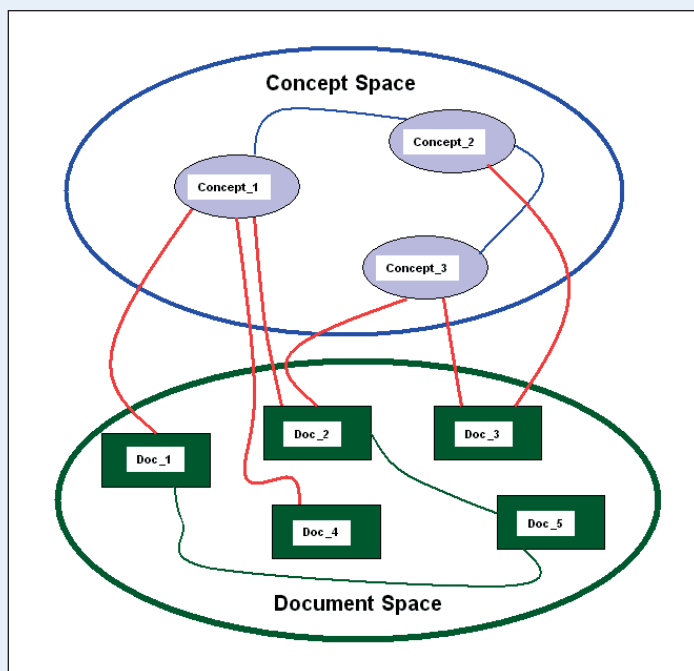 Concept Space
Concept_2
Concept_1
Concept_3
Doc_2
Doc_3
Doc_1
Doc_5
Doc_4
Document Space